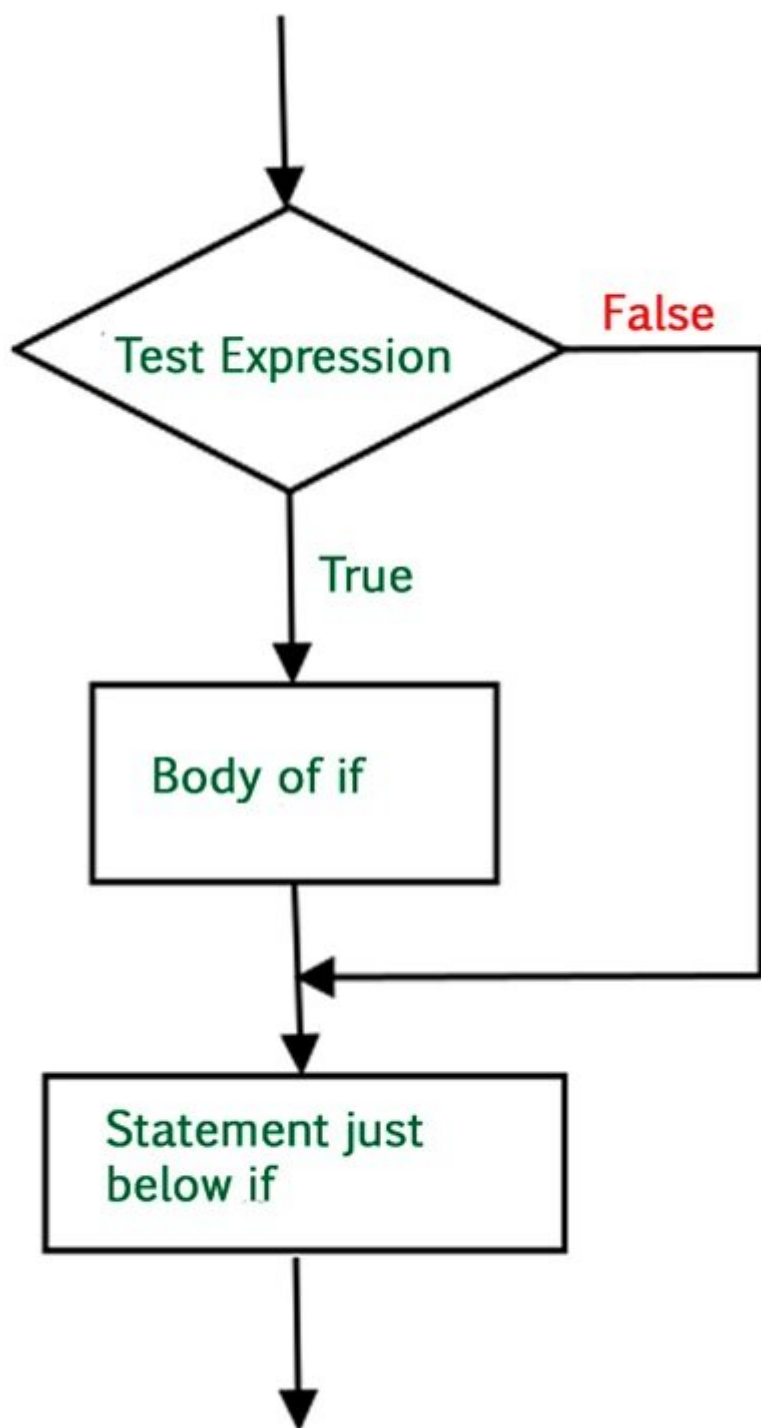 False
Test Expression
True
Body of if
Statement just
below if